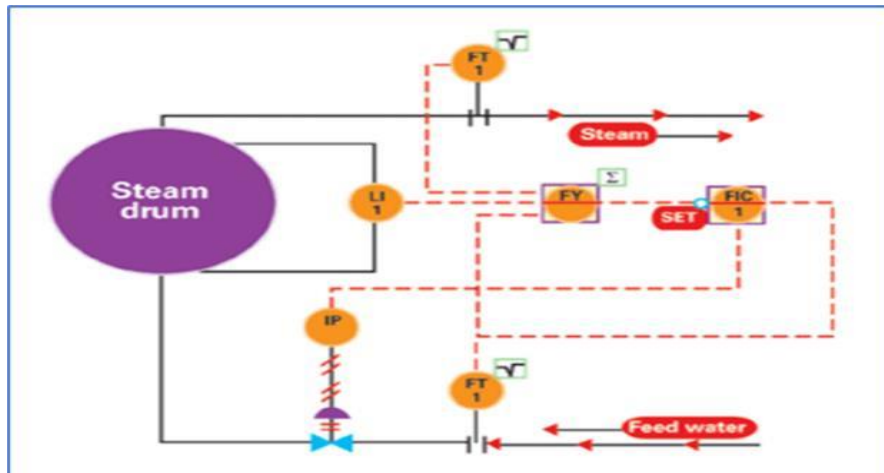 FT
1
√
Steam
Steam
drum
LI
1
FY
Σ
FIC
1
SET
IP
FT
1
√
Feed water